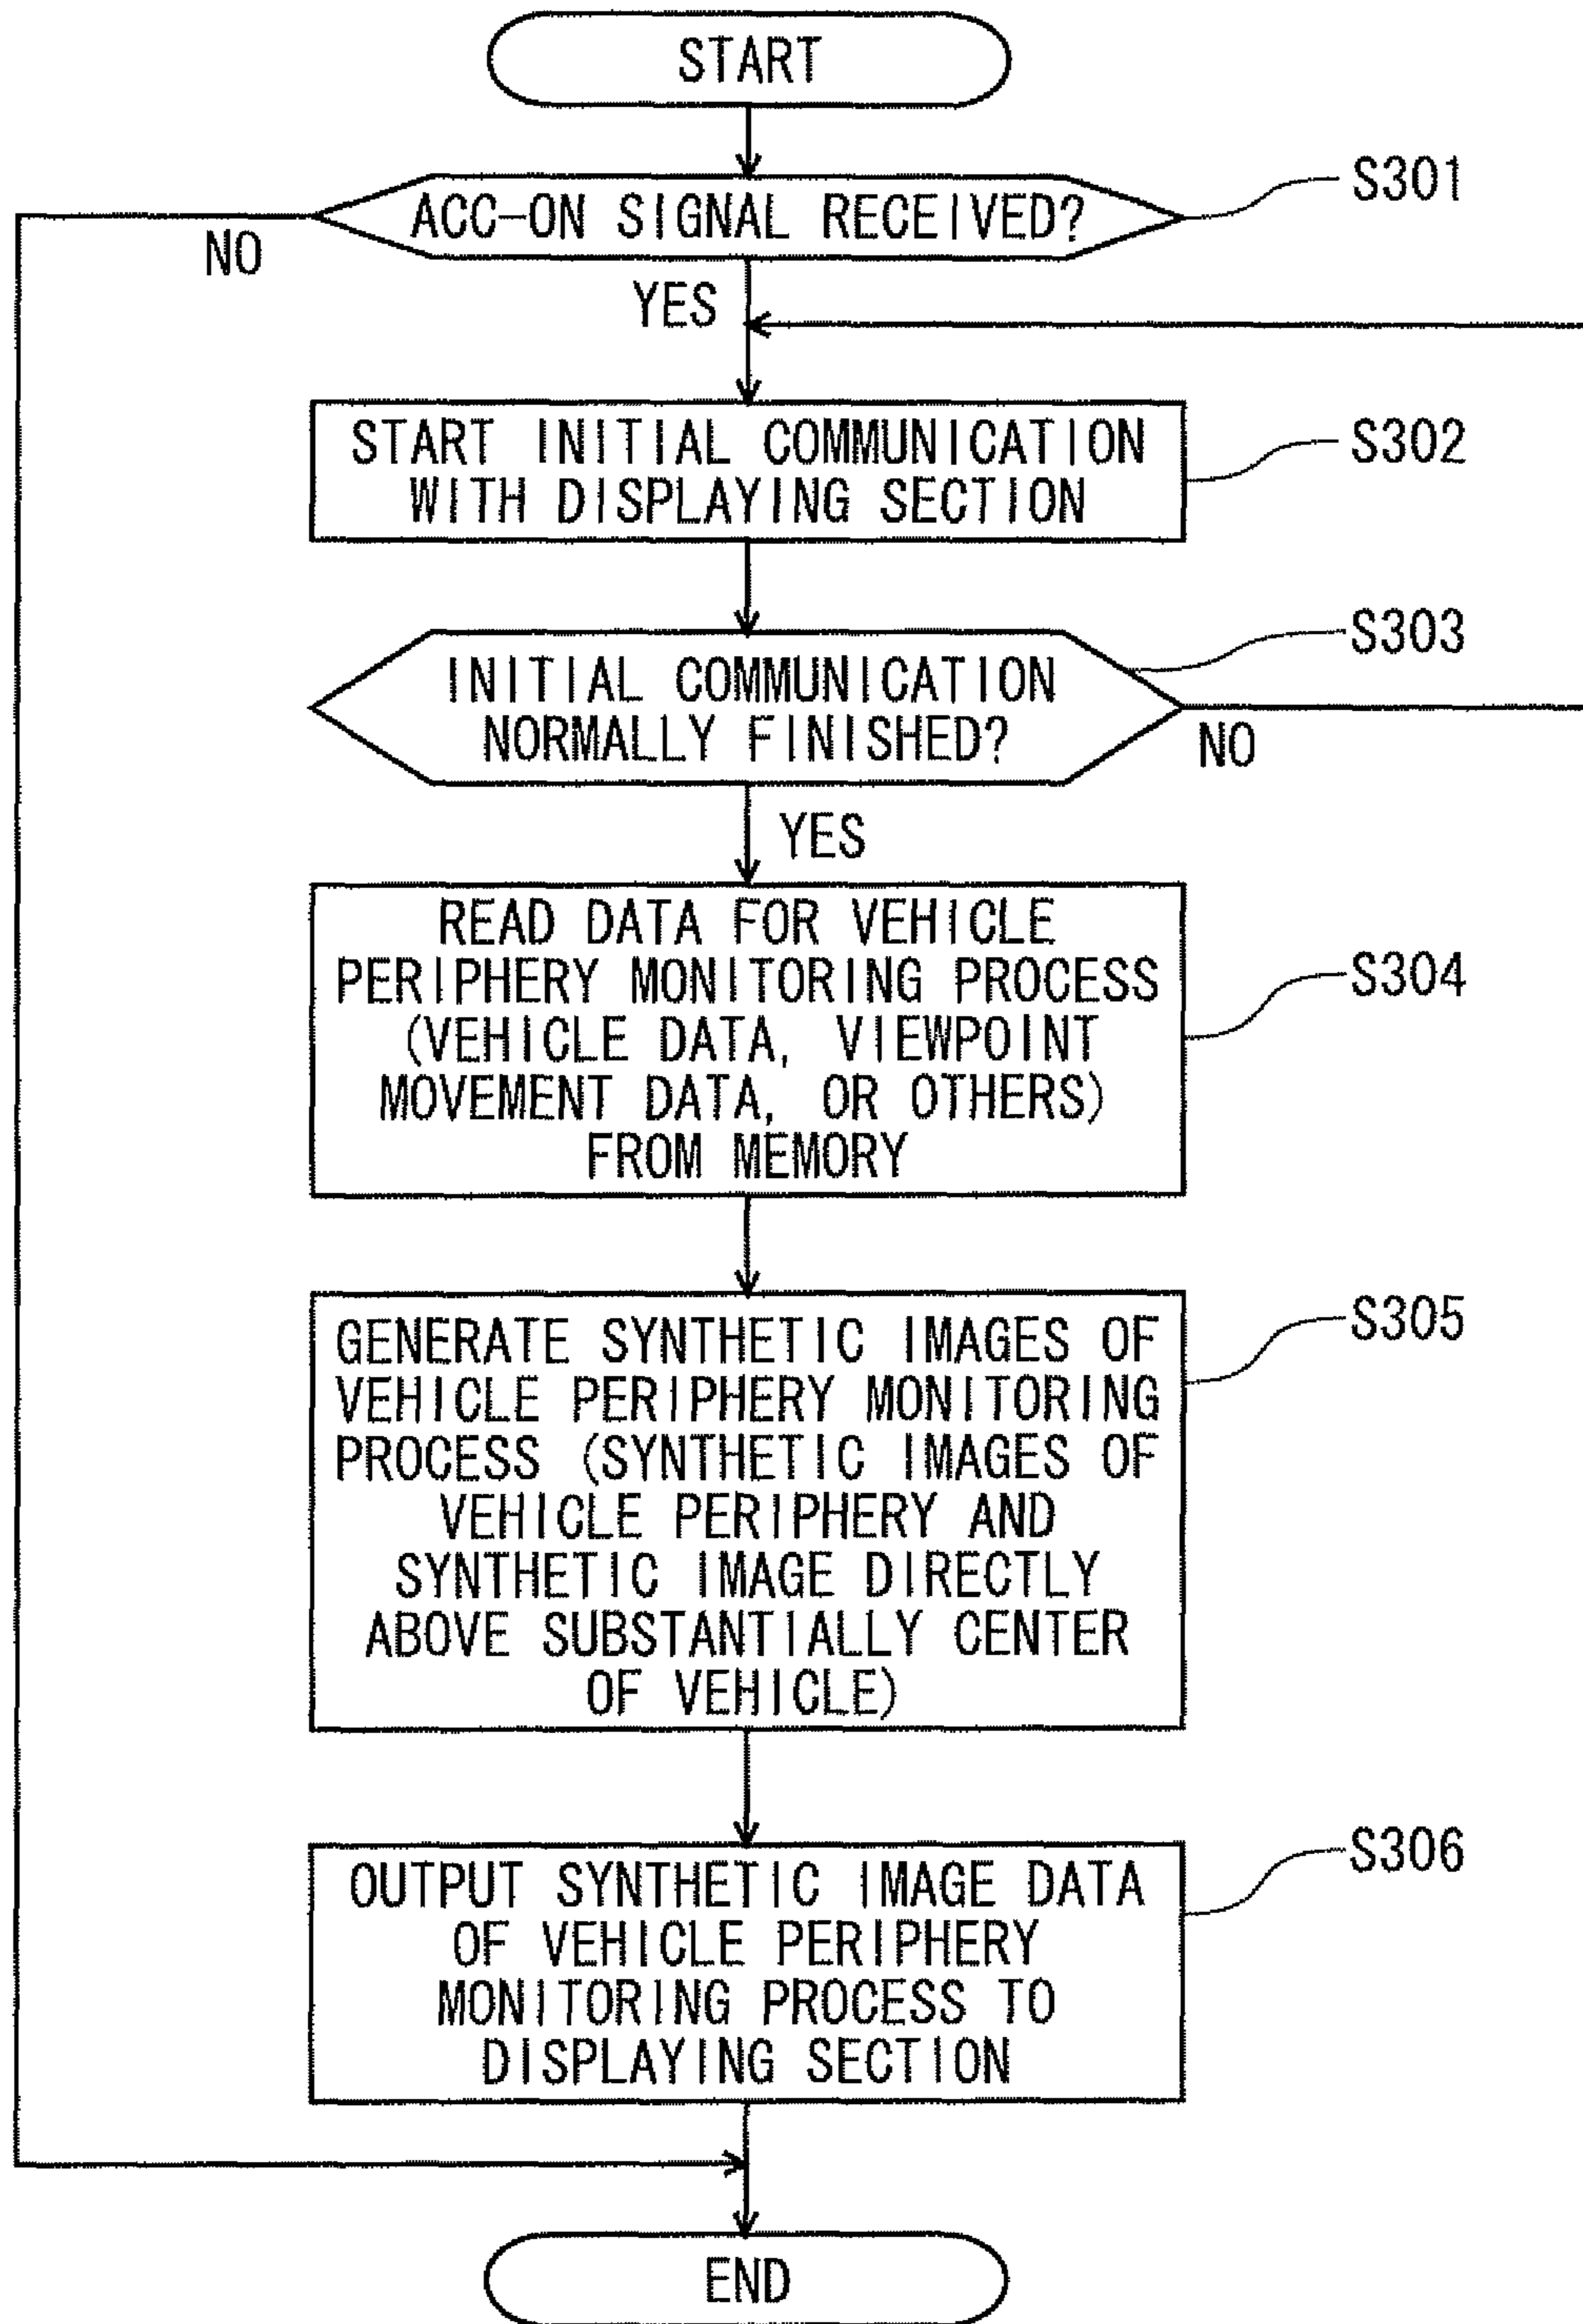 START
ACC-ON SIGNAL RECEIVED?
S301
NO
YES
START INITIAL COMMUNICATION
WITH DISPLAYING SECTION
S302
INITIAL COMMUNICATION
NORMALLY FINISHED?
S303
NO
YES
READ DATA FOR VEHICLE
PERIPHERY MONITORING PROCESS
(VEHICLE DATA, VIEWPOINT
MOVEMENT DATA, OR OTHERS)
FROM MEMORY
S304
GENERATE SYNTHETIC IMAGES OF
VEHICLE PERIPHERY MONITORING
PROCESS (SYNTHETIC IMAGES OF
VEHICLE PERIPHERY AND
SYNTHETIC IMAGE DIRECTLY
ABOVE SUBSTANTIALLY CENTER
OF VEHICLE)
S305
OUTPUT SYNTHETIC IMAGE DATA
OF VEHICLE PERIPHERY
MONITORING PROCESS TO
DISPLAYING SECTION
S306
END